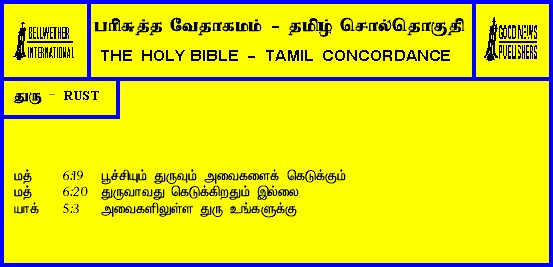 BELLWETHER
INTERNATIONAL
பரிசுத்த வேதாகமம் - தமிழ் சொல்தொகுதி
THE HOLY BIBLE - TAMIL CONCORDANCE
GOOD NEWS
PUBLISHERS
துரு - RUST
மத் 6:19 பூச்சியும் துருவும் அவைகளைக் கெடுக்கும்
மத் 6:20 துருவாவது கெடுக்கிறதும் இல்லை
யாக் 5:3 அவைகளிலுள்ள துரு உங்களுக்கு